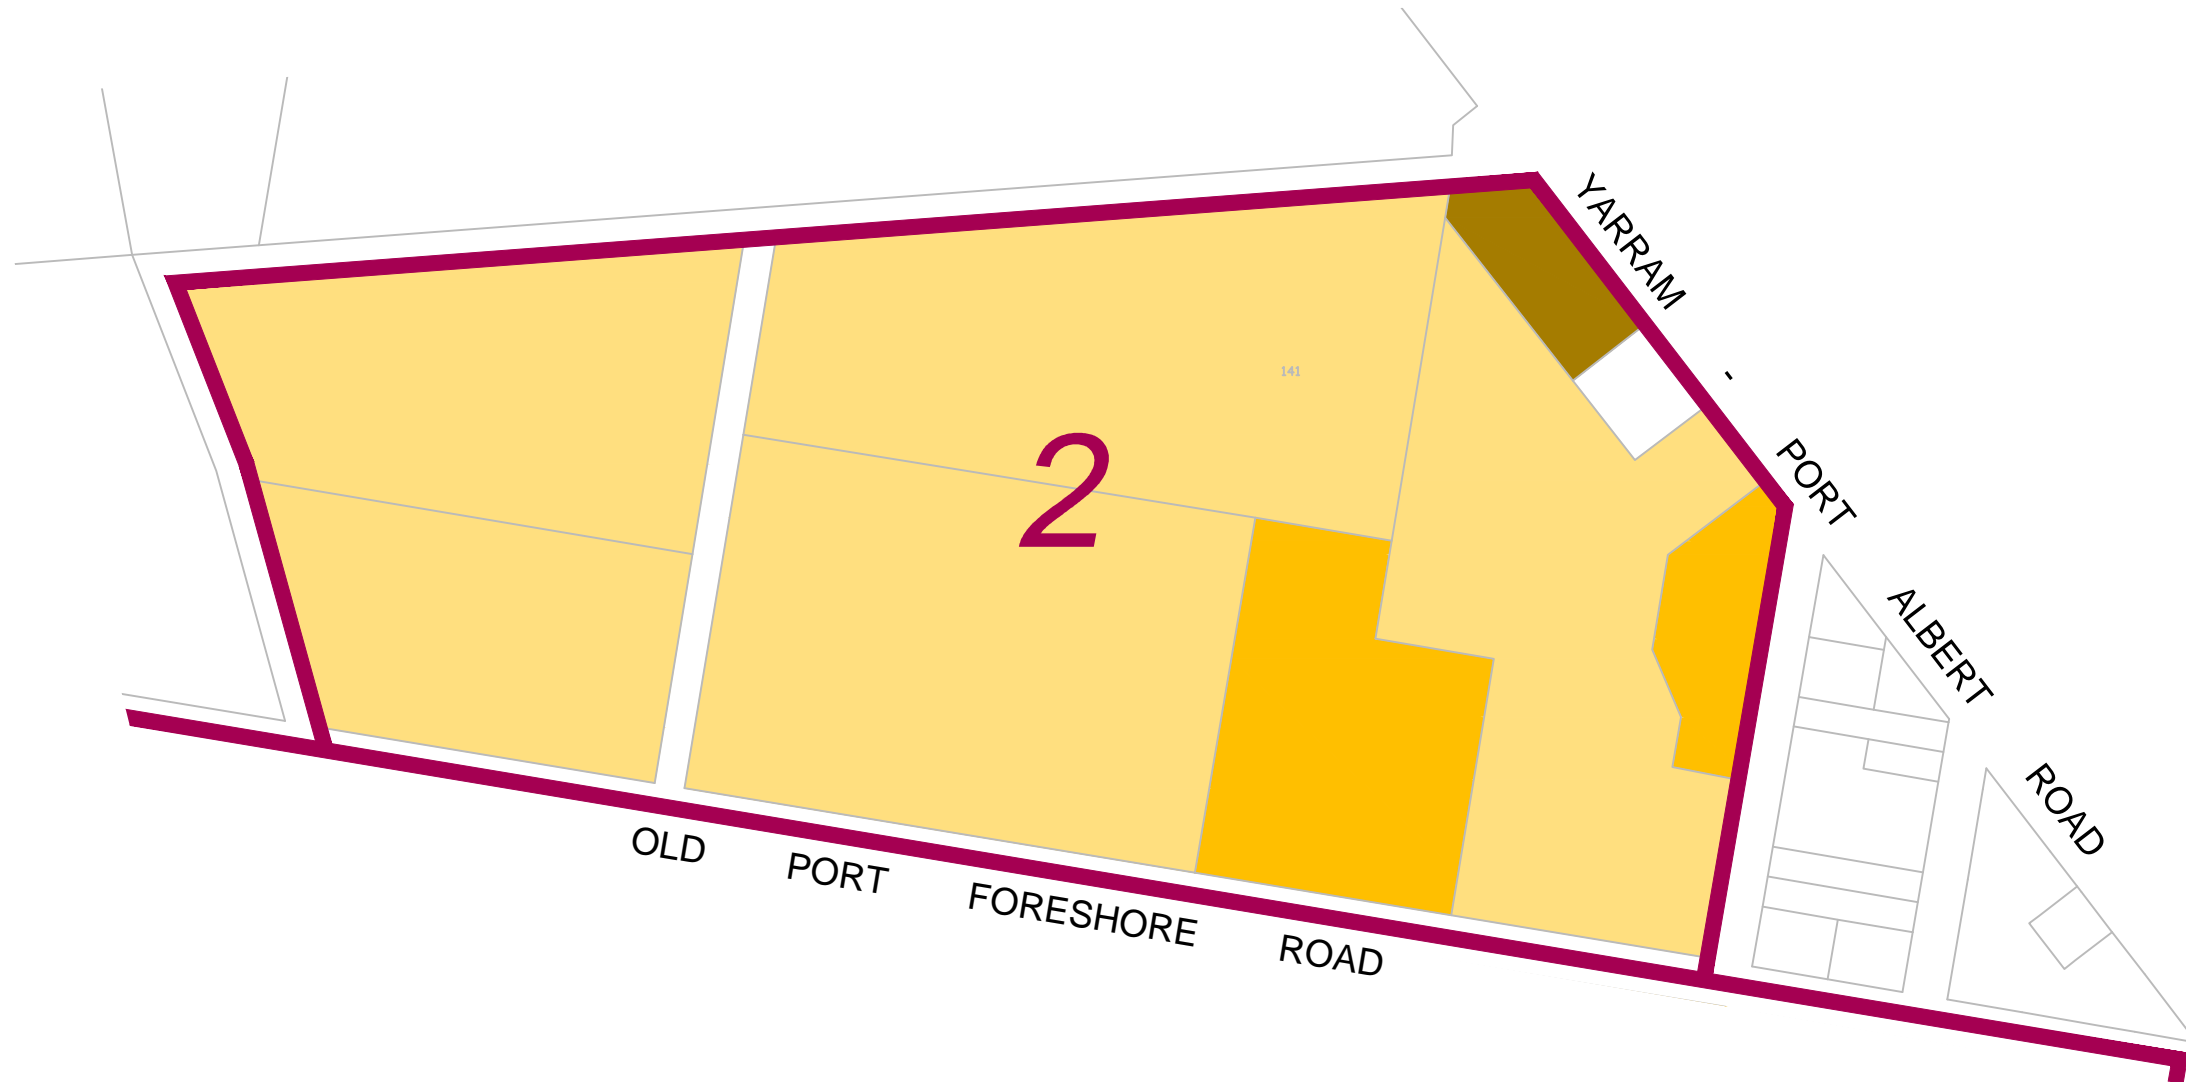 YARRAM - PORT ALBERT ROAD
141
2
OLD PORT FORESHORE ROAD